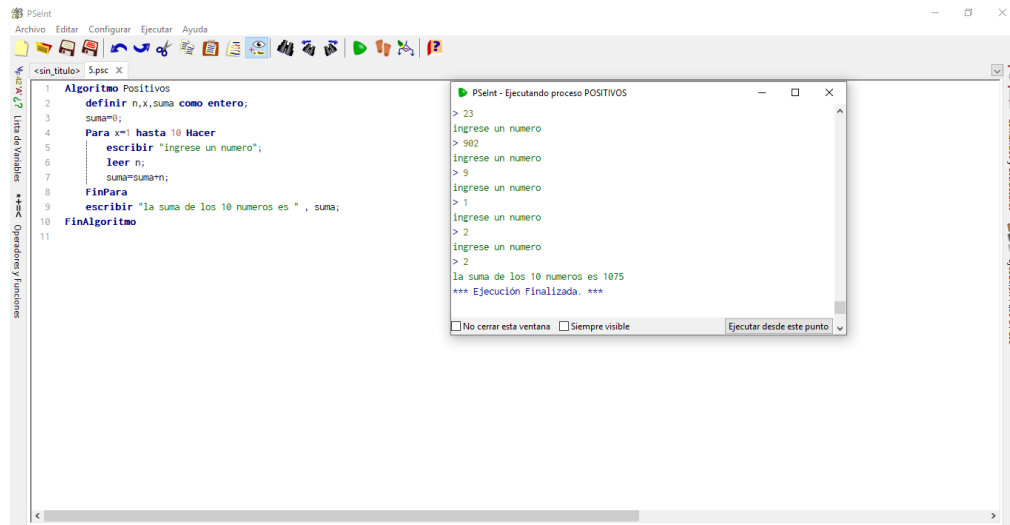 PSeInt
Archivo Editar Configurar Ejecutar Ayuda
<sin_titulo> 5.psc X
1 Algoritmo Positivos
2 definir n,x,suma como entero;
3 suma=0;
4 Para x=1 hasta 10 Hacer
5 escribir "ingrese un numero";
6 leer n;
7 suma=suma+n;
8 FinPara
9 escribir "la suma de los 10 numeros es " , suma;
10 FinAlgoritmo
11
Lista de Variables
*+=< Operadores y Funciones
PSeInt - Ejecutando proceso POSITIVOS
> 23
ingrese un numero
> 902
ingrese un numero
> 9
ingrese un numero
> 1
ingrese un numero
> 2
ingrese un numero
> 2
la suma de los 10 numeros es 1075
*** Ejecución Finalizada. ***
No cerrar esta ventana Siempre visible Ejecutar desde este punto